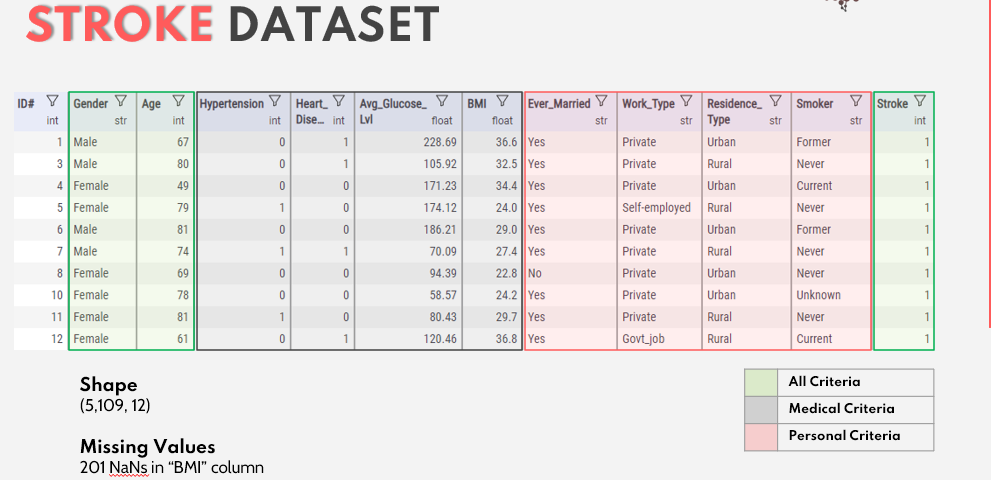 STROKE DATASET
ID# Gender Age Hypertension Heart_ Dise... Avg_Glucose_ Lvl BMI Ever_Married Work_Type Residence_ Type Smoker Stroke
int str int int int float float str str str str int
1 Male 67 0 1 228.69 36.6 Yes Private Urban Former 1
3 Male 80 0 1 105.92 32.5 Yes Private Rural Never 1
4 Female 49 0 0 171.23 34.4 Yes Private Urban Current 1
5 Female 79 1 0 174.12 24.0 Yes Self-employed Rural Never 1
6 Male 81 0 0 186.21 29.0 Yes Private Urban Former 1
7 Male 74 1 1 70.09 27.4 Yes Private Rural Never 1
8 Female 69 0 0 94.39 22.8 No Private Urban Never 1
10 Female 78 0 0 58.57 24.2 Yes Private Urban Unknown 1
11 Female 81 1 0 80.43 29.7 Yes Private Rural Never 1
12 Female 61 0 1 120.46 36.8 Yes Govt_job Rural Current 1
Shape
(5,109, 12)
Missing Values
201 NaNs in “BMI” column
All Criteria
Medical Criteria
Personal Criteria